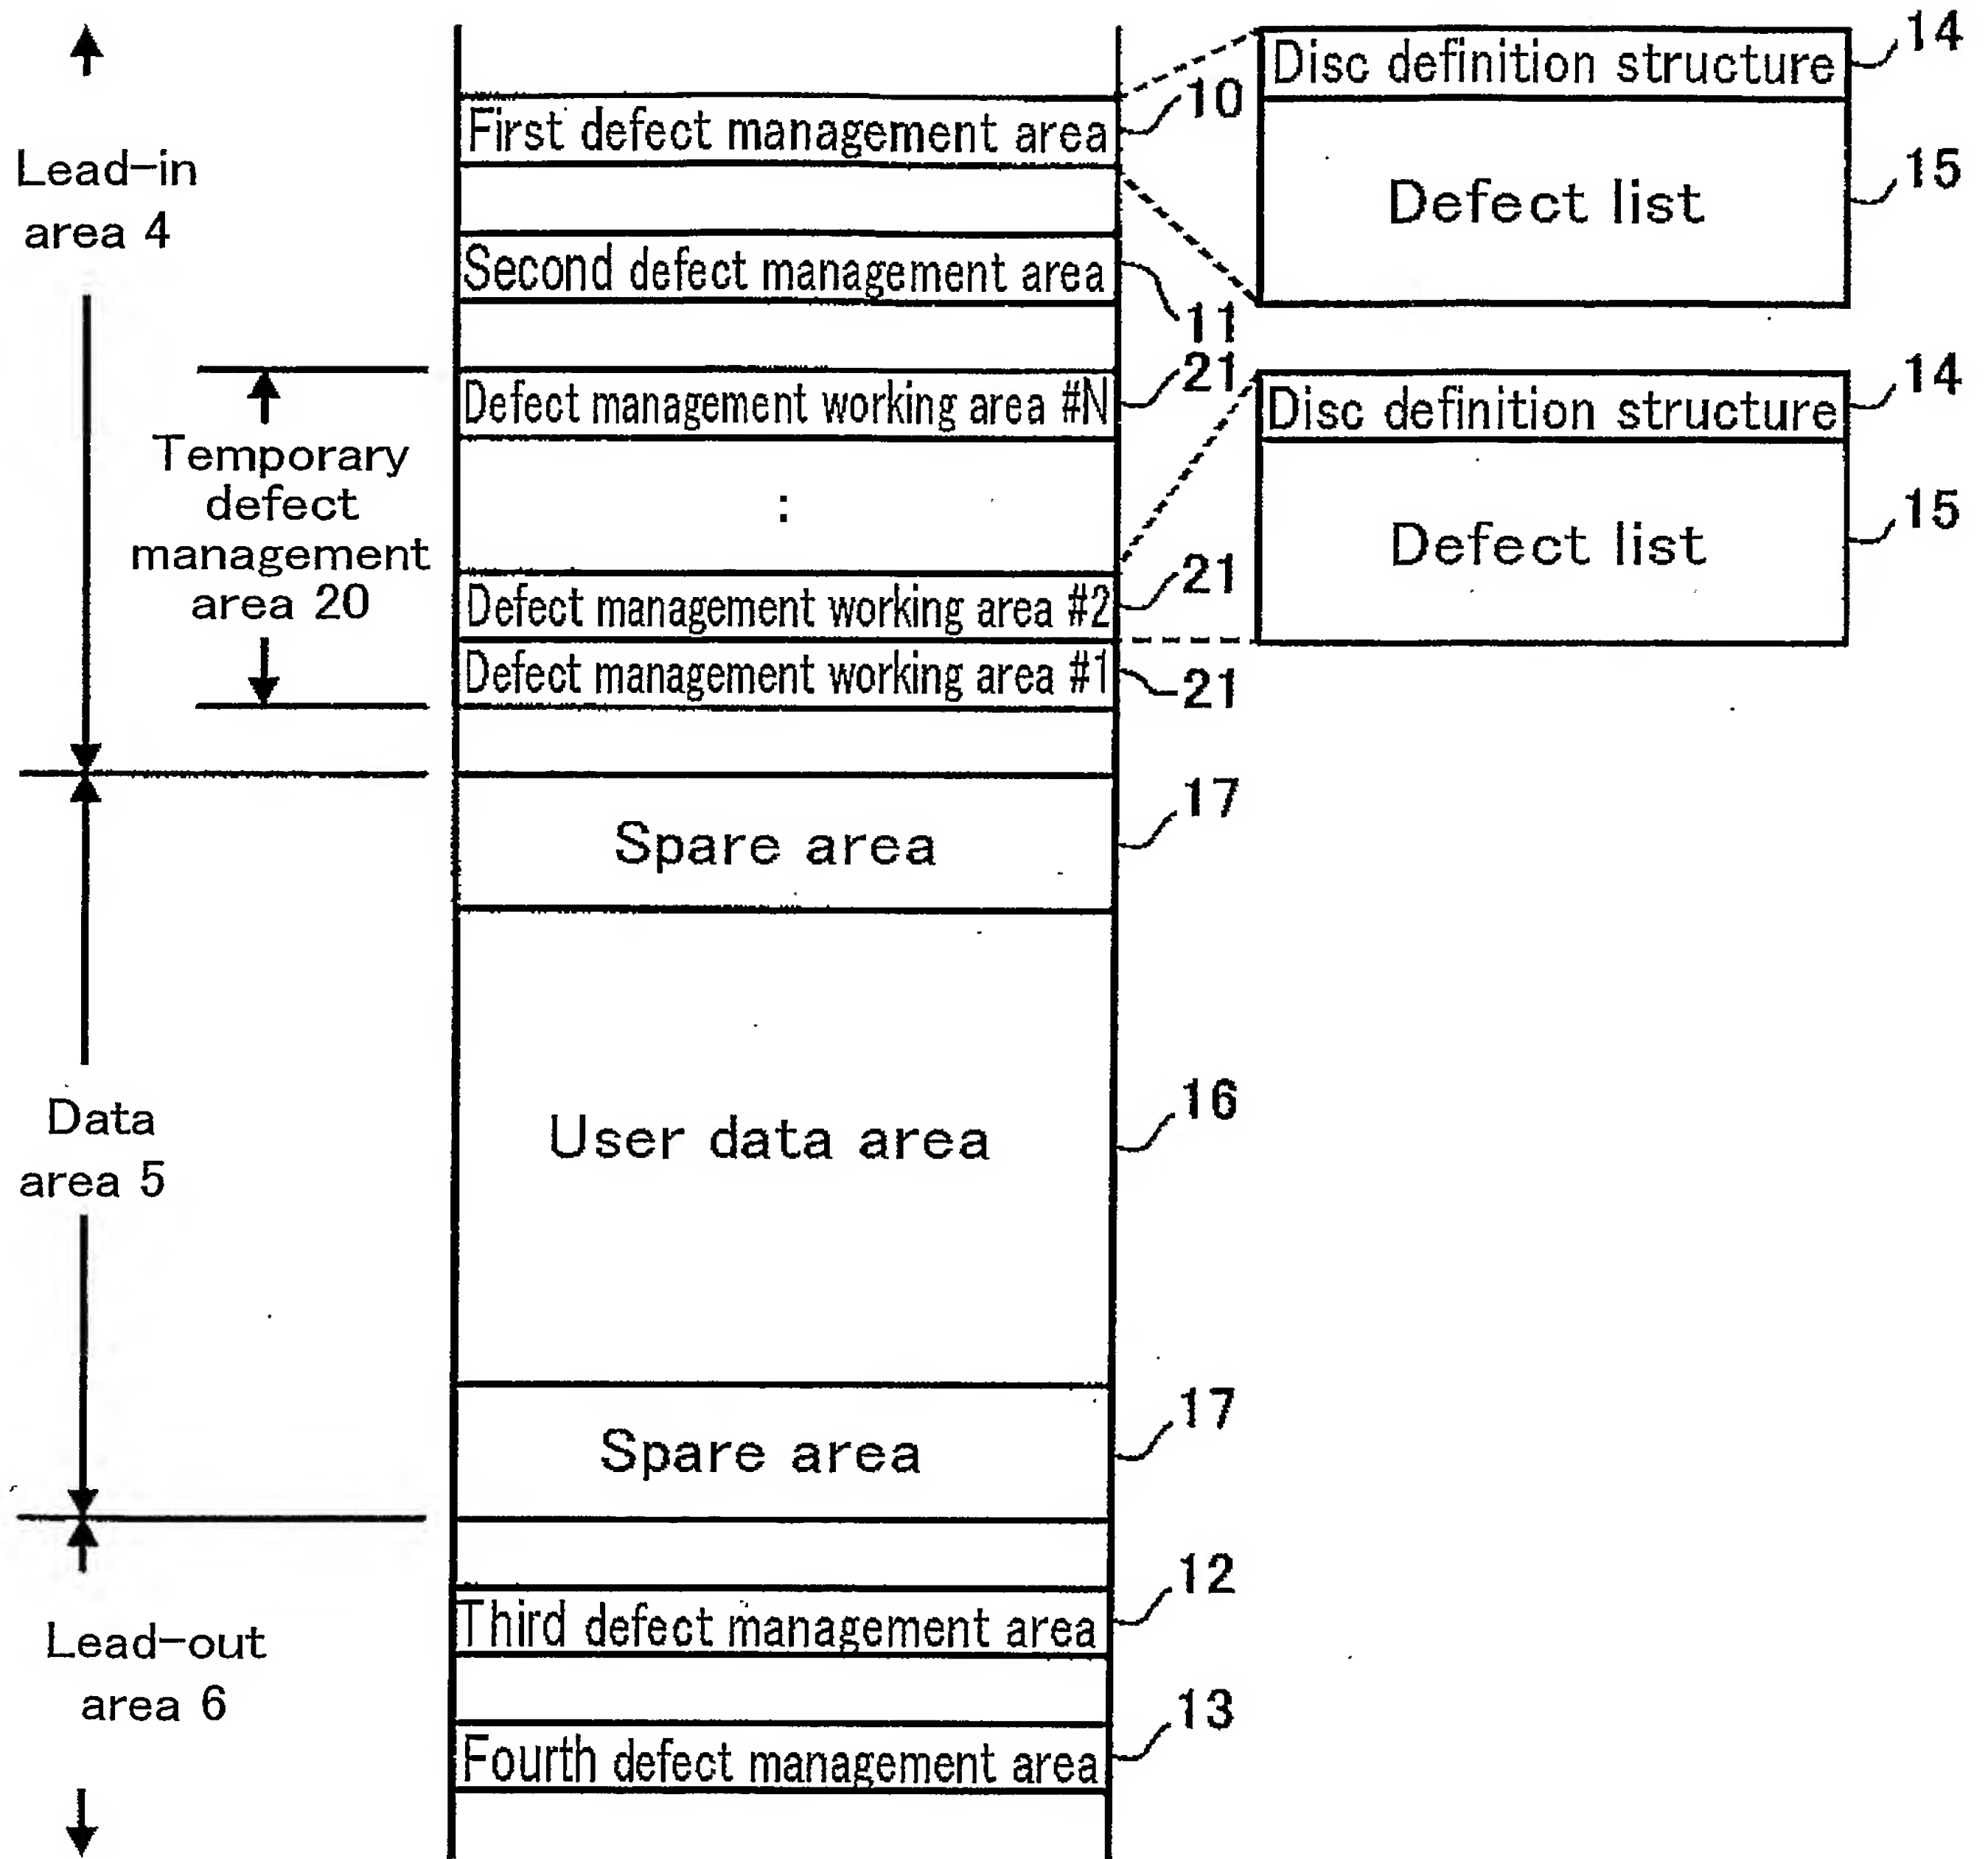 14
Disc definition structure
10
First defect management area
Lead-in
area 4
15
Defect list
Second defect management area
11
21
14
Defect management working area #N
Disc definition structure
Temporary
defect
management
area 20
:
15
Defect list
21
Defect management working area #2
Defect management working area #1
21
17
Spare area
16
User data area
Data
area 5
17
Spare area
12
Third defect management area
Lead-out
area 6
13
Fourth defect management area